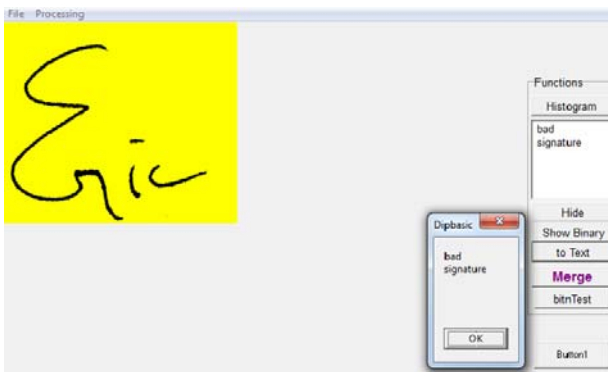 File Processing
Eric
Functions
Histogram
bad
signature
Hide
Show Binary
to Text
Merge
bitnTest
Button1
Dipbasic
bad
signature
OK